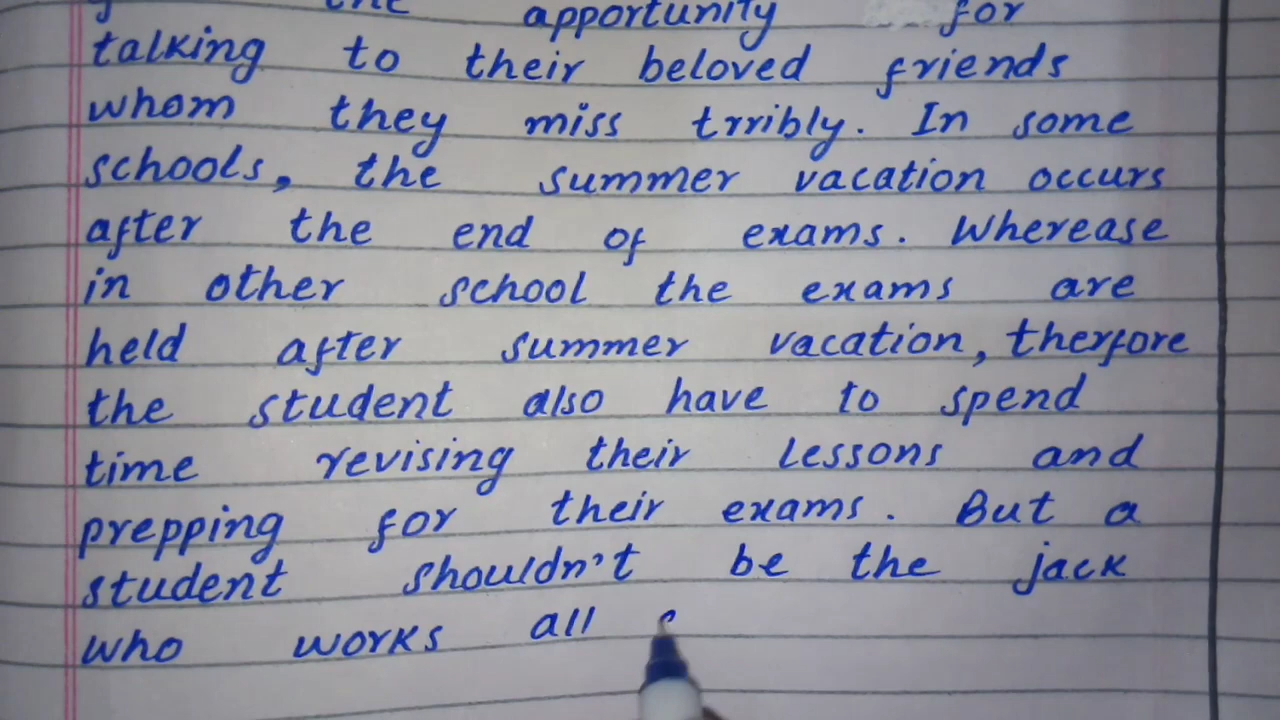 the opportunity for
talking to their beloved friends
whom they miss trribly. In some
schools, the summer vacation occurs
after the end of exams. Wherease
in other school the exams are
held after summer vacation, therfore
the student also have to spend
time revising their lessons and
prepping for their exams. But a
student shouldn't be the jack
who works all